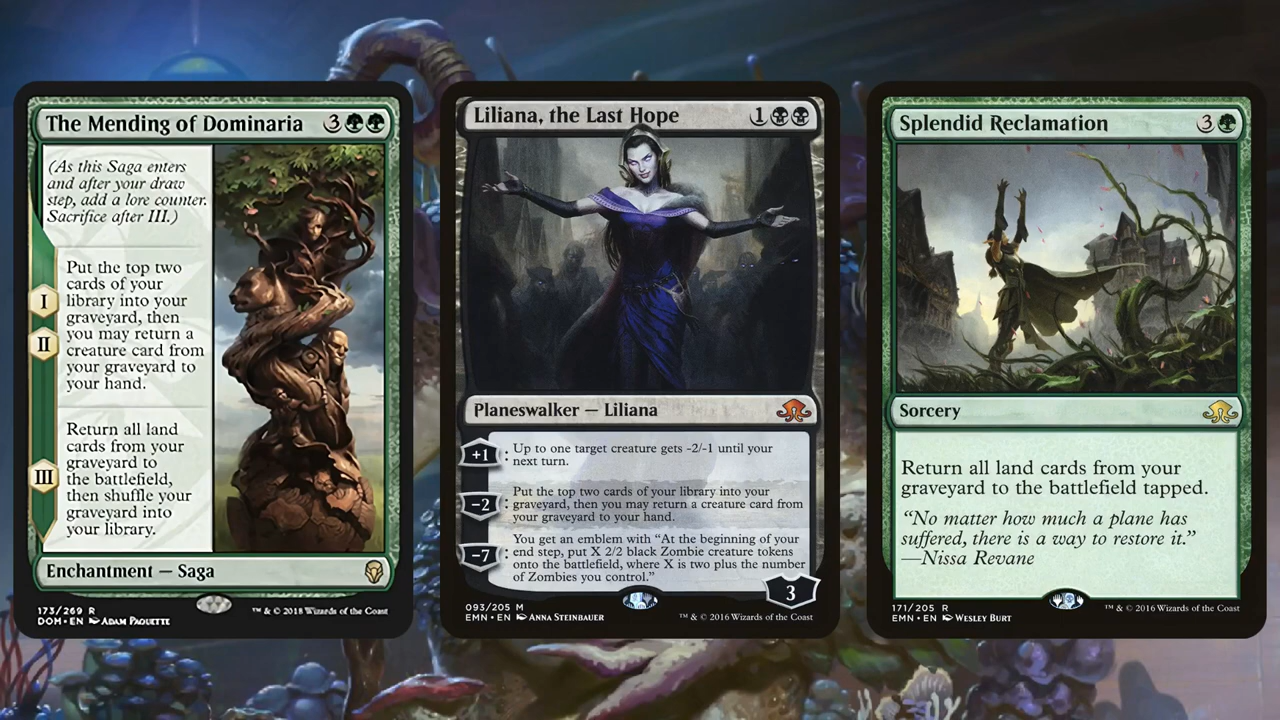 The Mending of Dominaria 3
(As this Saga enters
and after your draw
step, add a lore counter.
Sacrifice after III.)
I
II
Put the top two
cards of your
library into your
graveyard, then
you may return a
creature card from
your graveyard to
your hand.
III
Return all land
cards from your
graveyard to
the battlefield,
then shuffle your
graveyard into
your library.
Enchantment — Saga
173/269 R
DOM • EN ADAM PAQUETTE
™ & © 2018 Wizards of the Coast
Liliana, the Last Hope 1
Planeswalker — Liliana
+1 : Up to one target creature gets -2/-1 until your
next turn.
−2 : Put the top two cards of your library into your
graveyard, then you may return a creature card from
your graveyard to your hand.
−7 : You get an emblem with “At the beginning of your
end step, put X 2/2 black Zombie creature tokens
onto the battlefield, where X is two plus the number
of Zombies you control.”
3
093/205 M
EMN • EN ANNA STEINBAUER
™ & © 2016 Wizards of the Coast
Splendid Reclamation 3
Sorcery
Return all land cards from your
graveyard to the battlefield tapped.
“No matter how much a plane has
suffered, there is a way to restore it.”
—Nissa Revane
171/205 R
EMN • EN WESLEY BURT
™ & © 2016 Wizards of the Coast